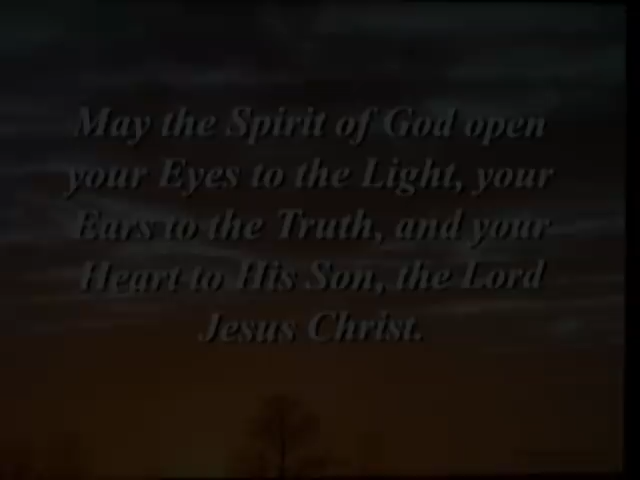 May the Spirit of God open
your Eyes to the Light, your
Ears to the Truth, and your
Heart to His Son, the Lord
Jesus Christ.